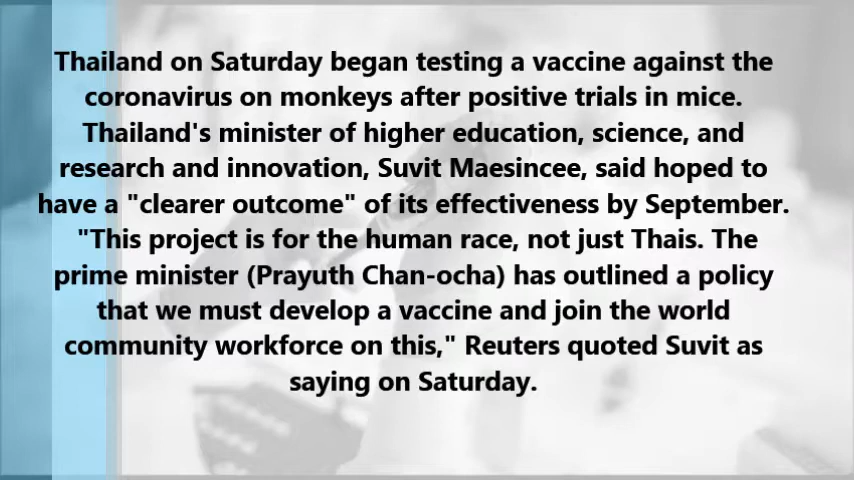 Thailand on Saturday began testing a vaccine against the
coronavirus on monkeys after positive trials in mice.
Thailand's minister of higher education, science, and
research and innovation, Suvit Maesincee, said hoped to
have a "clearer outcome" of its effectiveness by September.
"This project is for the human race, not just Thais. The
prime minister (Prayuth Chan-ocha) has outlined a policy
that we must develop a vaccine and join the world
community workforce on this," Reuters quoted Suvit as
saying on Saturday.